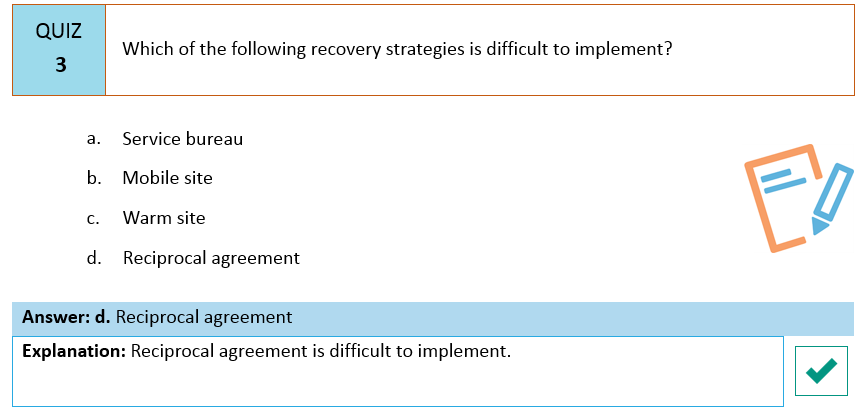 QUIZ
3
Which of the following recovery strategies is difficult to implement?
a. Service bureau
b. Mobile site
c. Warm site
d. Reciprocal agreement
Answer: d. Reciprocal agreement
Explanation: Reciprocal agreement is difficult to implement.